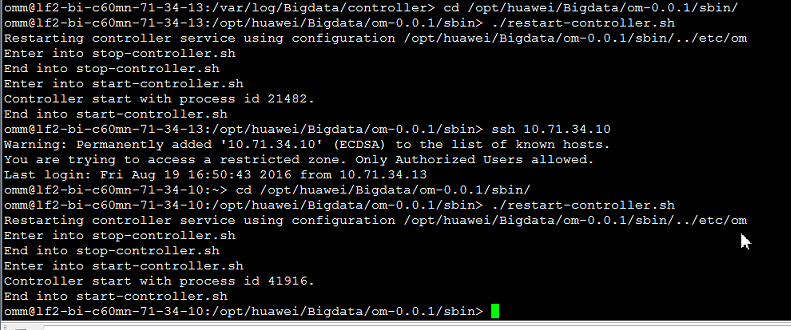 omm@lf2-bi-c60mn-71-34-13:/var/log/Bigdata/controller> cd /opt/huawei/Bigdata/om-0.0.1/sbin/
omm@lf2-bi-c60mn-71-34-13:/opt/huawei/Bigdata/om-0.0.1/sbin> ./restart-controller.sh
Restarting controller service using configuration /opt/huawei/Bigdata/om-0.0.1/sbin/../etc/om
Enter into stop-controller.sh
End into stop-controller.sh
Enter into start-controller.sh
Controller start with process id 21482.
End into start-controller.sh
omm@lf2-bi-c60mn-71-34-13:/opt/huawei/Bigdata/om-0.0.1/sbin> ssh 10.71.34.10
Warning: Permanently added '10.71.34.10' (ECDSA) to the list of known hosts.
You are trying to access a restricted zone. Only Authorized Users allowed.
Last login: Fri Aug 19 16:50:43 2016 from 10.71.34.13
omm@lf2-bi-c60mn-71-34-10:~> cd /opt/huawei/Bigdata/om-0.0.1/sbin/
omm@lf2-bi-c60mn-71-34-10:/opt/huawei/Bigdata/om-0.0.1/sbin> ./restart-controller.sh
Restarting controller service using configuration /opt/huawei/Bigdata/om-0.0.1/sbin/../etc/om
Enter into stop-controller.sh
End into stop-controller.sh
Enter into start-controller.sh
Controller start with process id 41916.
End into start-controller.sh
omm@lf2-bi-c60mn-71-34-10:/opt/huawei/Bigdata/om-0.0.1/sbin>